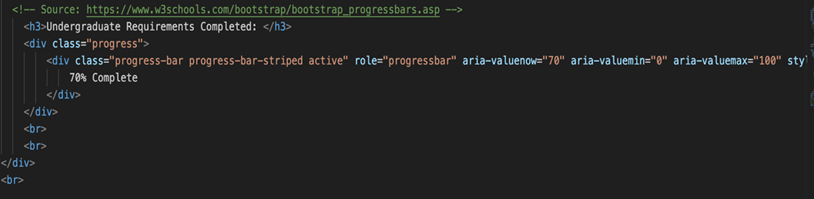 <!-- Source: https://www.w3schools.com/bootstrap/bootstrap_progressbars.asp -->
<h3>Undergraduate Requirements Completed: </h3>
<div class="progress">
<div class="progress-bar progress-bar-striped active" role="progressbar" aria-valuenow="70" aria-valuemin="0" aria-valuemax="100" styl
70% Complete
</div>
</div>
<br>
<br>
</div>
<br>